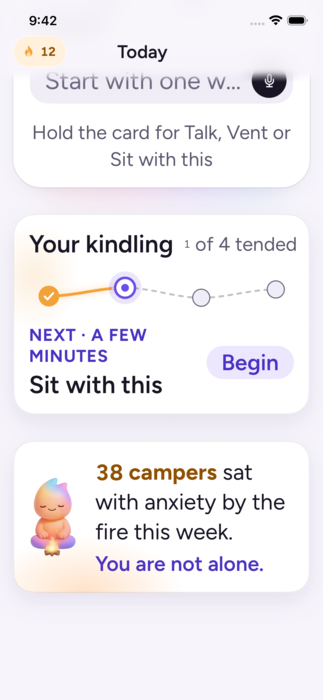 9:42
12
Today
Start with one w...
Hold the card for Talk, Vent or
Sit with this
Your kindling 1 of 4 tended
NEXT · A FEW
MINUTES
Begin
Sit with this
38 campers sat
with anxiety by the
fire this week.
You are not alone.